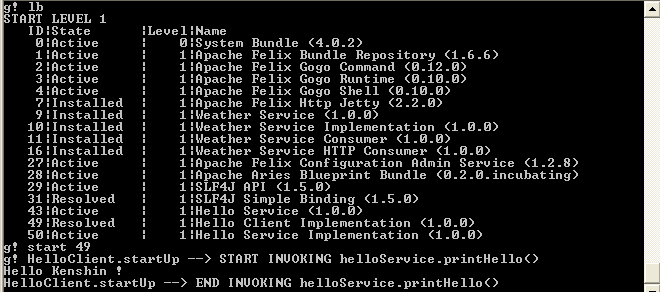 g! lb
START LEVEL 1
   ID|State      |Level|Name
    0|Active     |    0|System Bundle (4.0.2)
    1|Active     |    1|Apache Felix Bundle Repository (1.6.6)
    2|Active     |    1|Apache Felix Gogo Command (0.12.0)
    3|Active     |    1|Apache Felix Gogo Runtime (0.10.0)
    4|Active     |    1|Apache Felix Gogo Shell (0.10.0)
    7|Installed  |    1|Apache Felix Http Jetty (2.2.0)
    9|Installed  |    1|Weather Service (1.0.0)
   10|Installed  |    1|Weather Service Implementation (1.0.0)
   11|Installed  |    1|Weather Service Consumer (1.0.0)
   16|Installed  |    1|Weather Service HTTP Consumer (1.0.0)
   27|Active     |    1|Apache Felix Configuration Admin Service (1.2.8)
   28|Active     |    1|Apache Aries Blueprint Bundle (0.2.0.incubating)
   29|Active     |    1|SLF4J API (1.5.0)
   31|Resolved   |    1|SLF4J Simple Binding (1.5.0)
   43|Active     |    1|Hello Service (1.0.0)
   49|Resolved   |    1|Hello Client Implementation (1.0.0)
   50|Active     |    1|Hello Service Implementation (1.0.0)
g! start 49
g! HelloClient.startUp --> START INVOKING helloService.printHello()
Hello Kenshin !
HelloClient.startUp --> END INVOKING helloService.printHello()